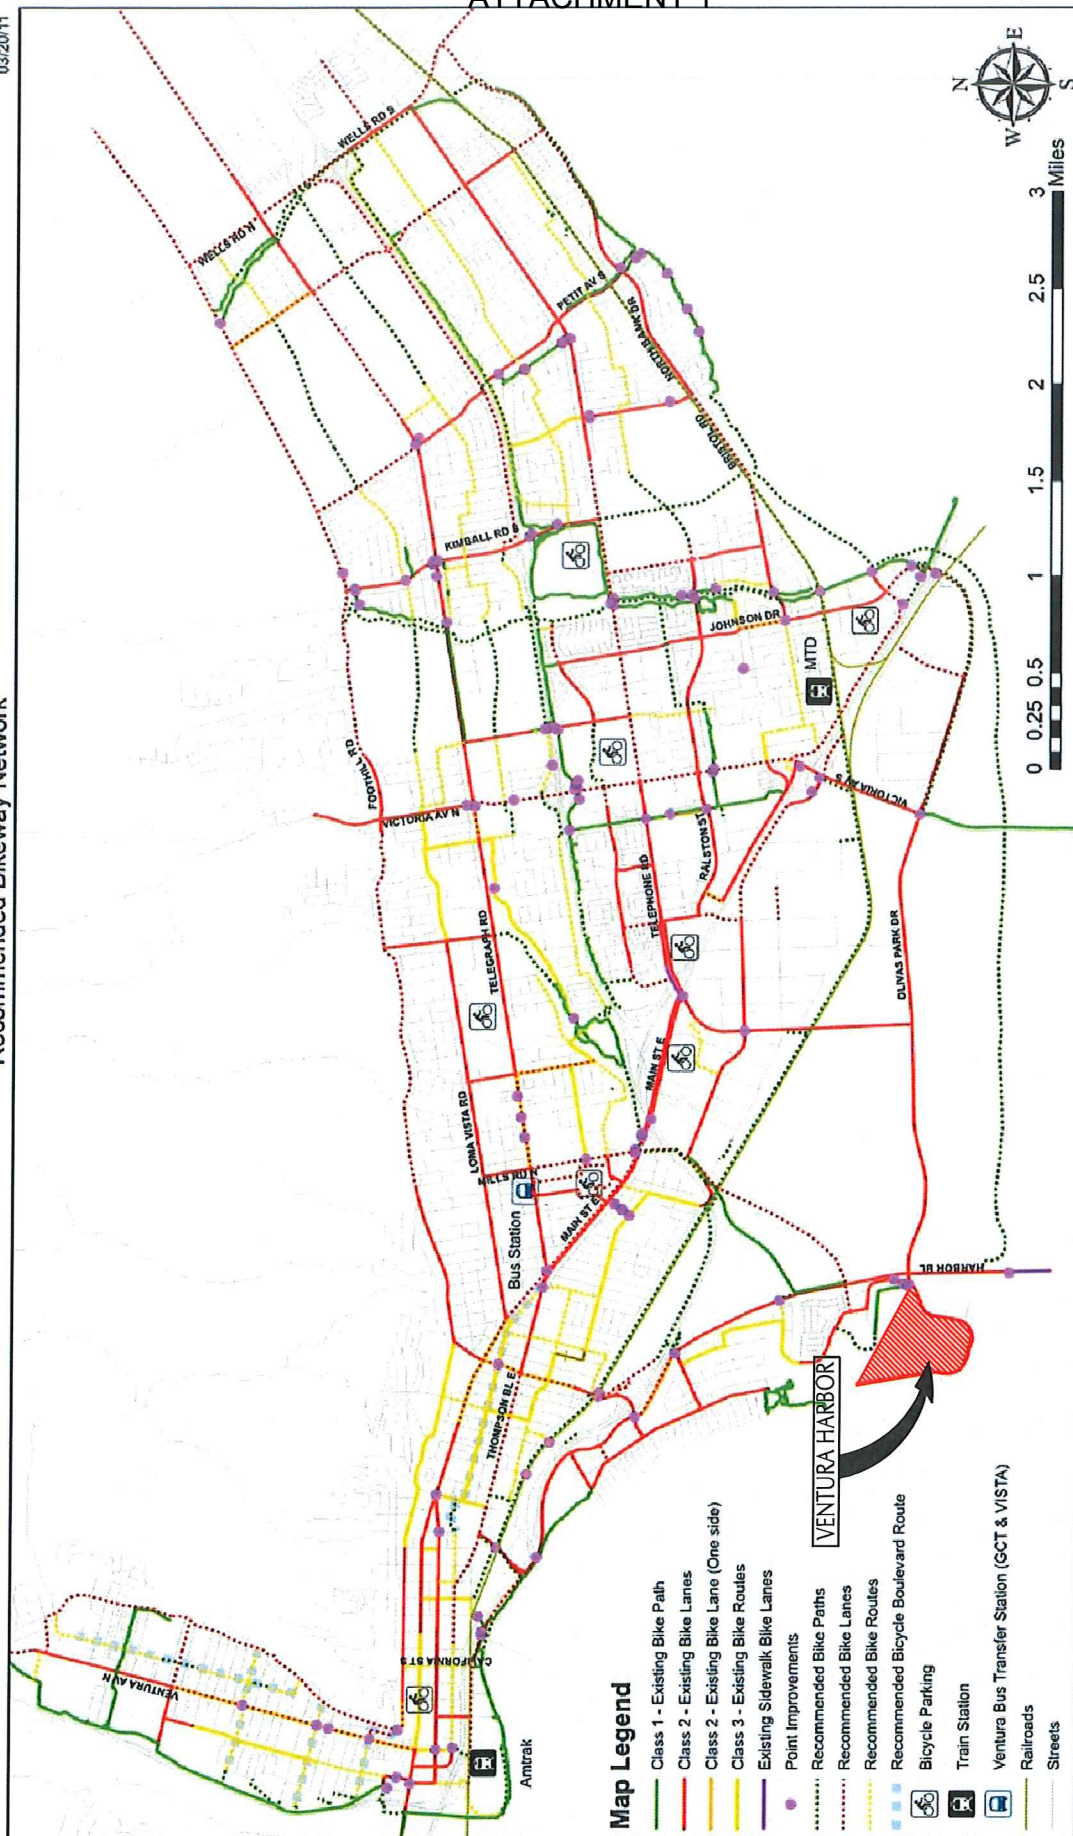 ATTACHMENT 1
03/20/11
Recommended Bikeway Network
N
E
W
S
WELLS RD S
WELLS RD N
PETIT AV S
NORTHBANK DR
BRISTOL RD
KIMBALL RD S
JOHNSON DR
MTD
FOOTHILL RD
VICTORIA AV N
VICTORIA AV S
TELEGRAPH RD
TELEPHONE RD
RALSTON ST
OLIVAS PARK DR
LOMA VISTA RD
MAIN ST E
MILLS RD N
Bus Station
MAIN ST E
HARBOR BL
THOMPSON BL E
VENTURA HARBOR
CALIFORNIA ST S
VENTURA AV N
Amtrak
0 0.25 0.5 1 1.5 2 2.5 3
Miles
Map Legend
Class 1 - Existing Bike Path
Class 2 - Existing Bike Lanes
Class 2 - Existing Bike Lane (One side)
Class 3 - Existing Bike Routes
Existing Sidewalk Bike Lanes
Point Improvements
Recommended Bike Paths
Recommended Bike Lanes
Recommended Bike Routes
Recommended Bicycle Boulevard Route
Bicycle Parking
Train Station
Ventura Bus Transfer Station (GCT & VISTA)
Railroads
Streets